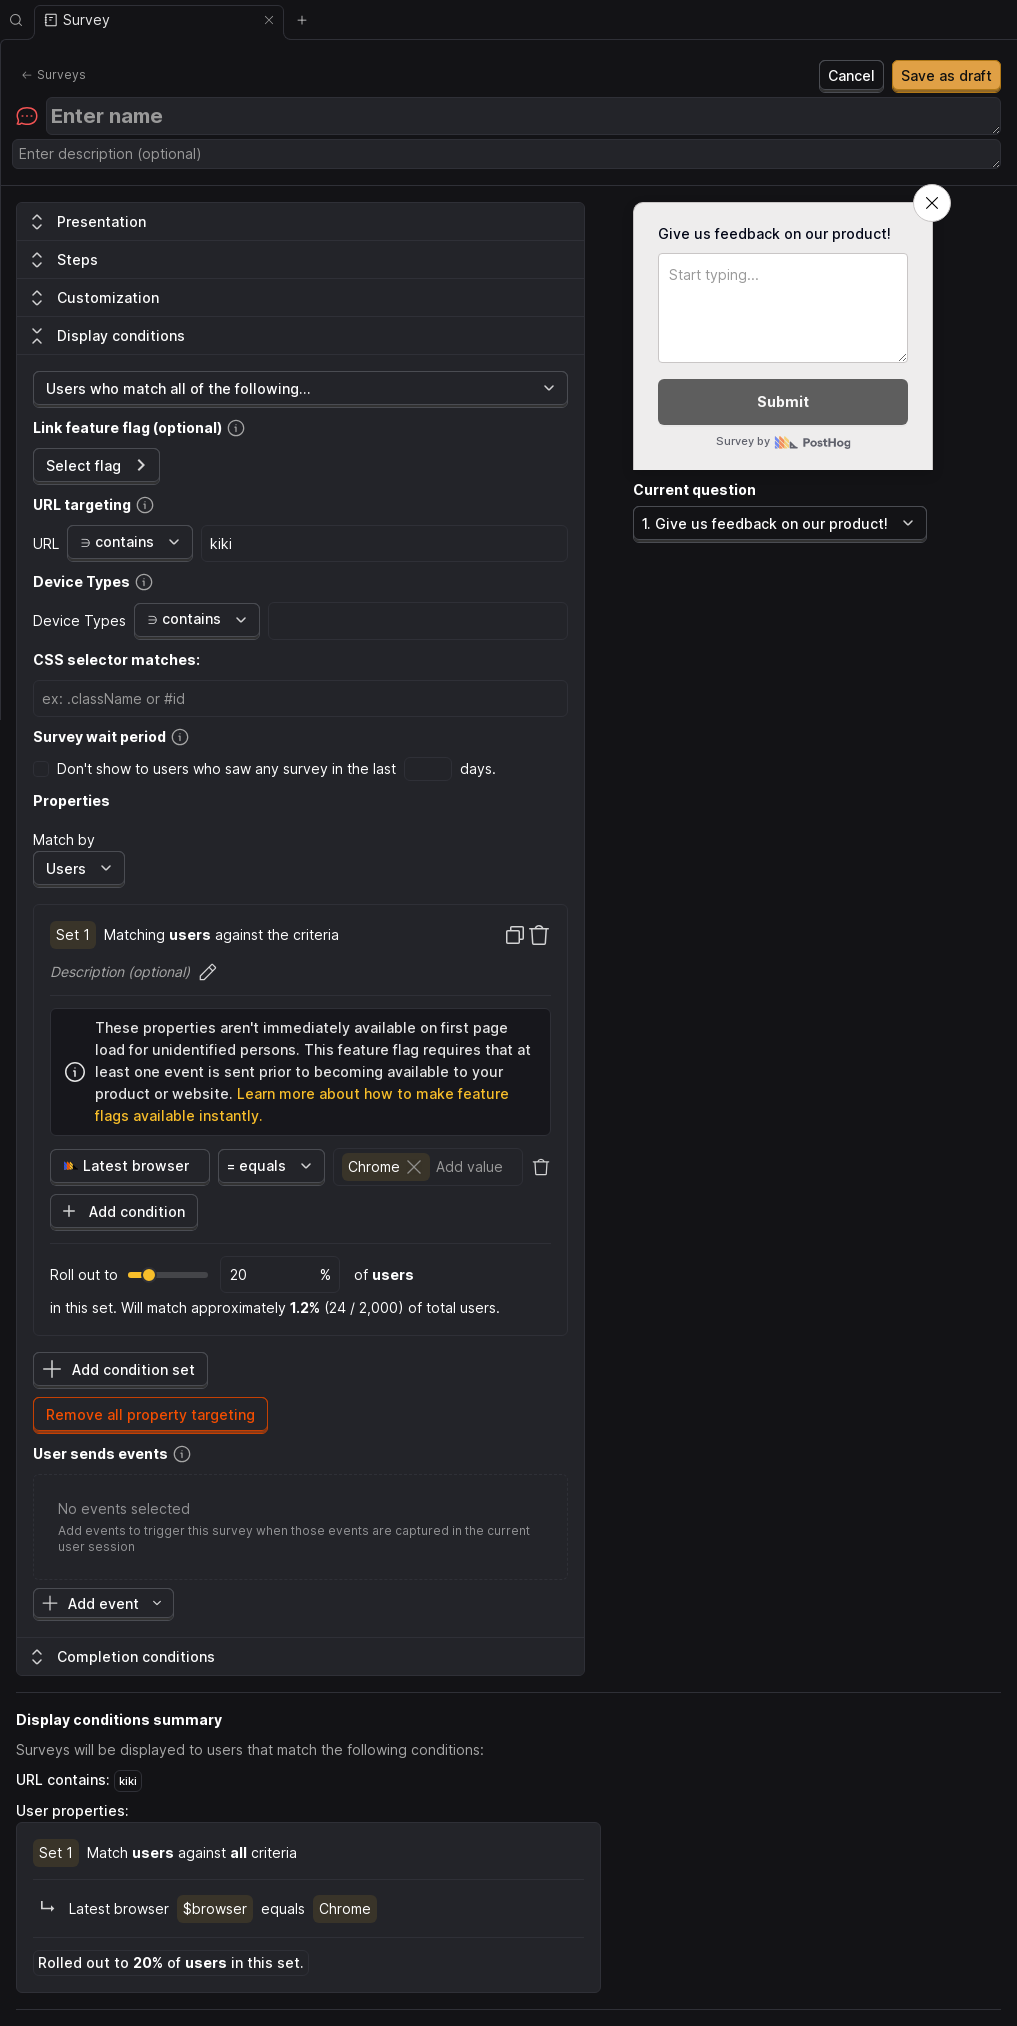 Survey
Surveys
Cancel
Save as draft
Enter name
Enter description (optional)
Presentation
Steps
Customization
Display conditions
Users who match all of the following...
Link feature flag (optional)
Select flag
URL targeting
URL
∋ contains
kiki
Device Types
Device Types
∋ contains
CSS selector matches:
ex: .className or #id
Survey wait period
Don't show to users who saw any survey in the last days.
Properties
Match by
Users
Set 1 Matching users against the criteria
Description (optional)
These properties aren't immediately available on first page
load for unidentified persons. This feature flag requires that at
least one event is sent prior to becoming available to your
product or website. Learn more about how to make feature
flags available instantly.
Latest browser
= equals
Chrome
Add value
Add condition
Roll out to 20 % of users
in this set. Will match approximately 1.2% (24 / 2,000) of total users.
Add condition set
Remove all property targeting
User sends events
No events selected
Add events to trigger this survey when those events are captured in the current
user session
Add event
Completion conditions
Give us feedback on our product!
Start typing...
Submit
Survey by PostHog
Current question
1. Give us feedback on our product!
Display conditions summary
Surveys will be displayed to users that match the following conditions:
URL contains: kiki
User properties:
Set 1 Match users against all criteria
Latest browser $browser equals Chrome
Rolled out to 20% of users in this set.